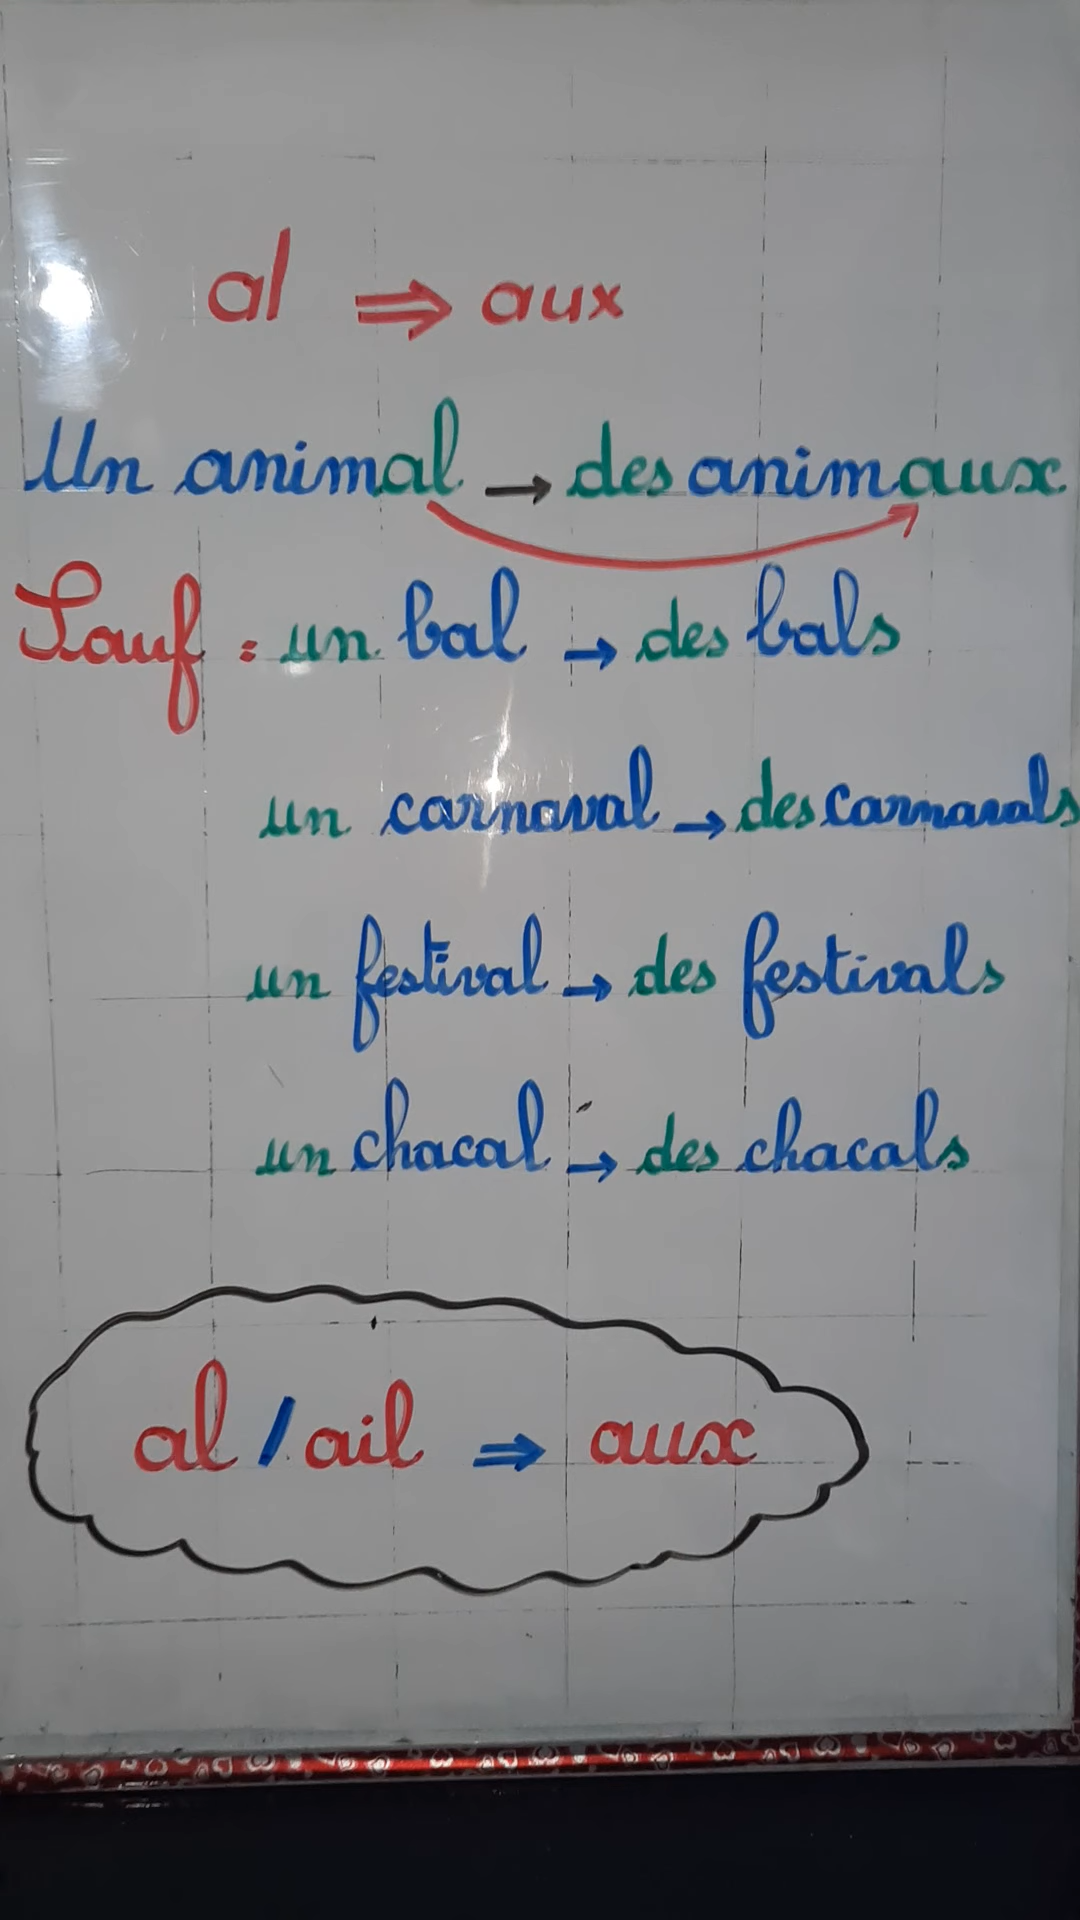 al ⇒ aux
Un animal → des animaux
Sauf : un bal → des bals
un carnaval → des carnavals
un festival → des festivals
un chacal → des chacals
al / ail ⇒ aux